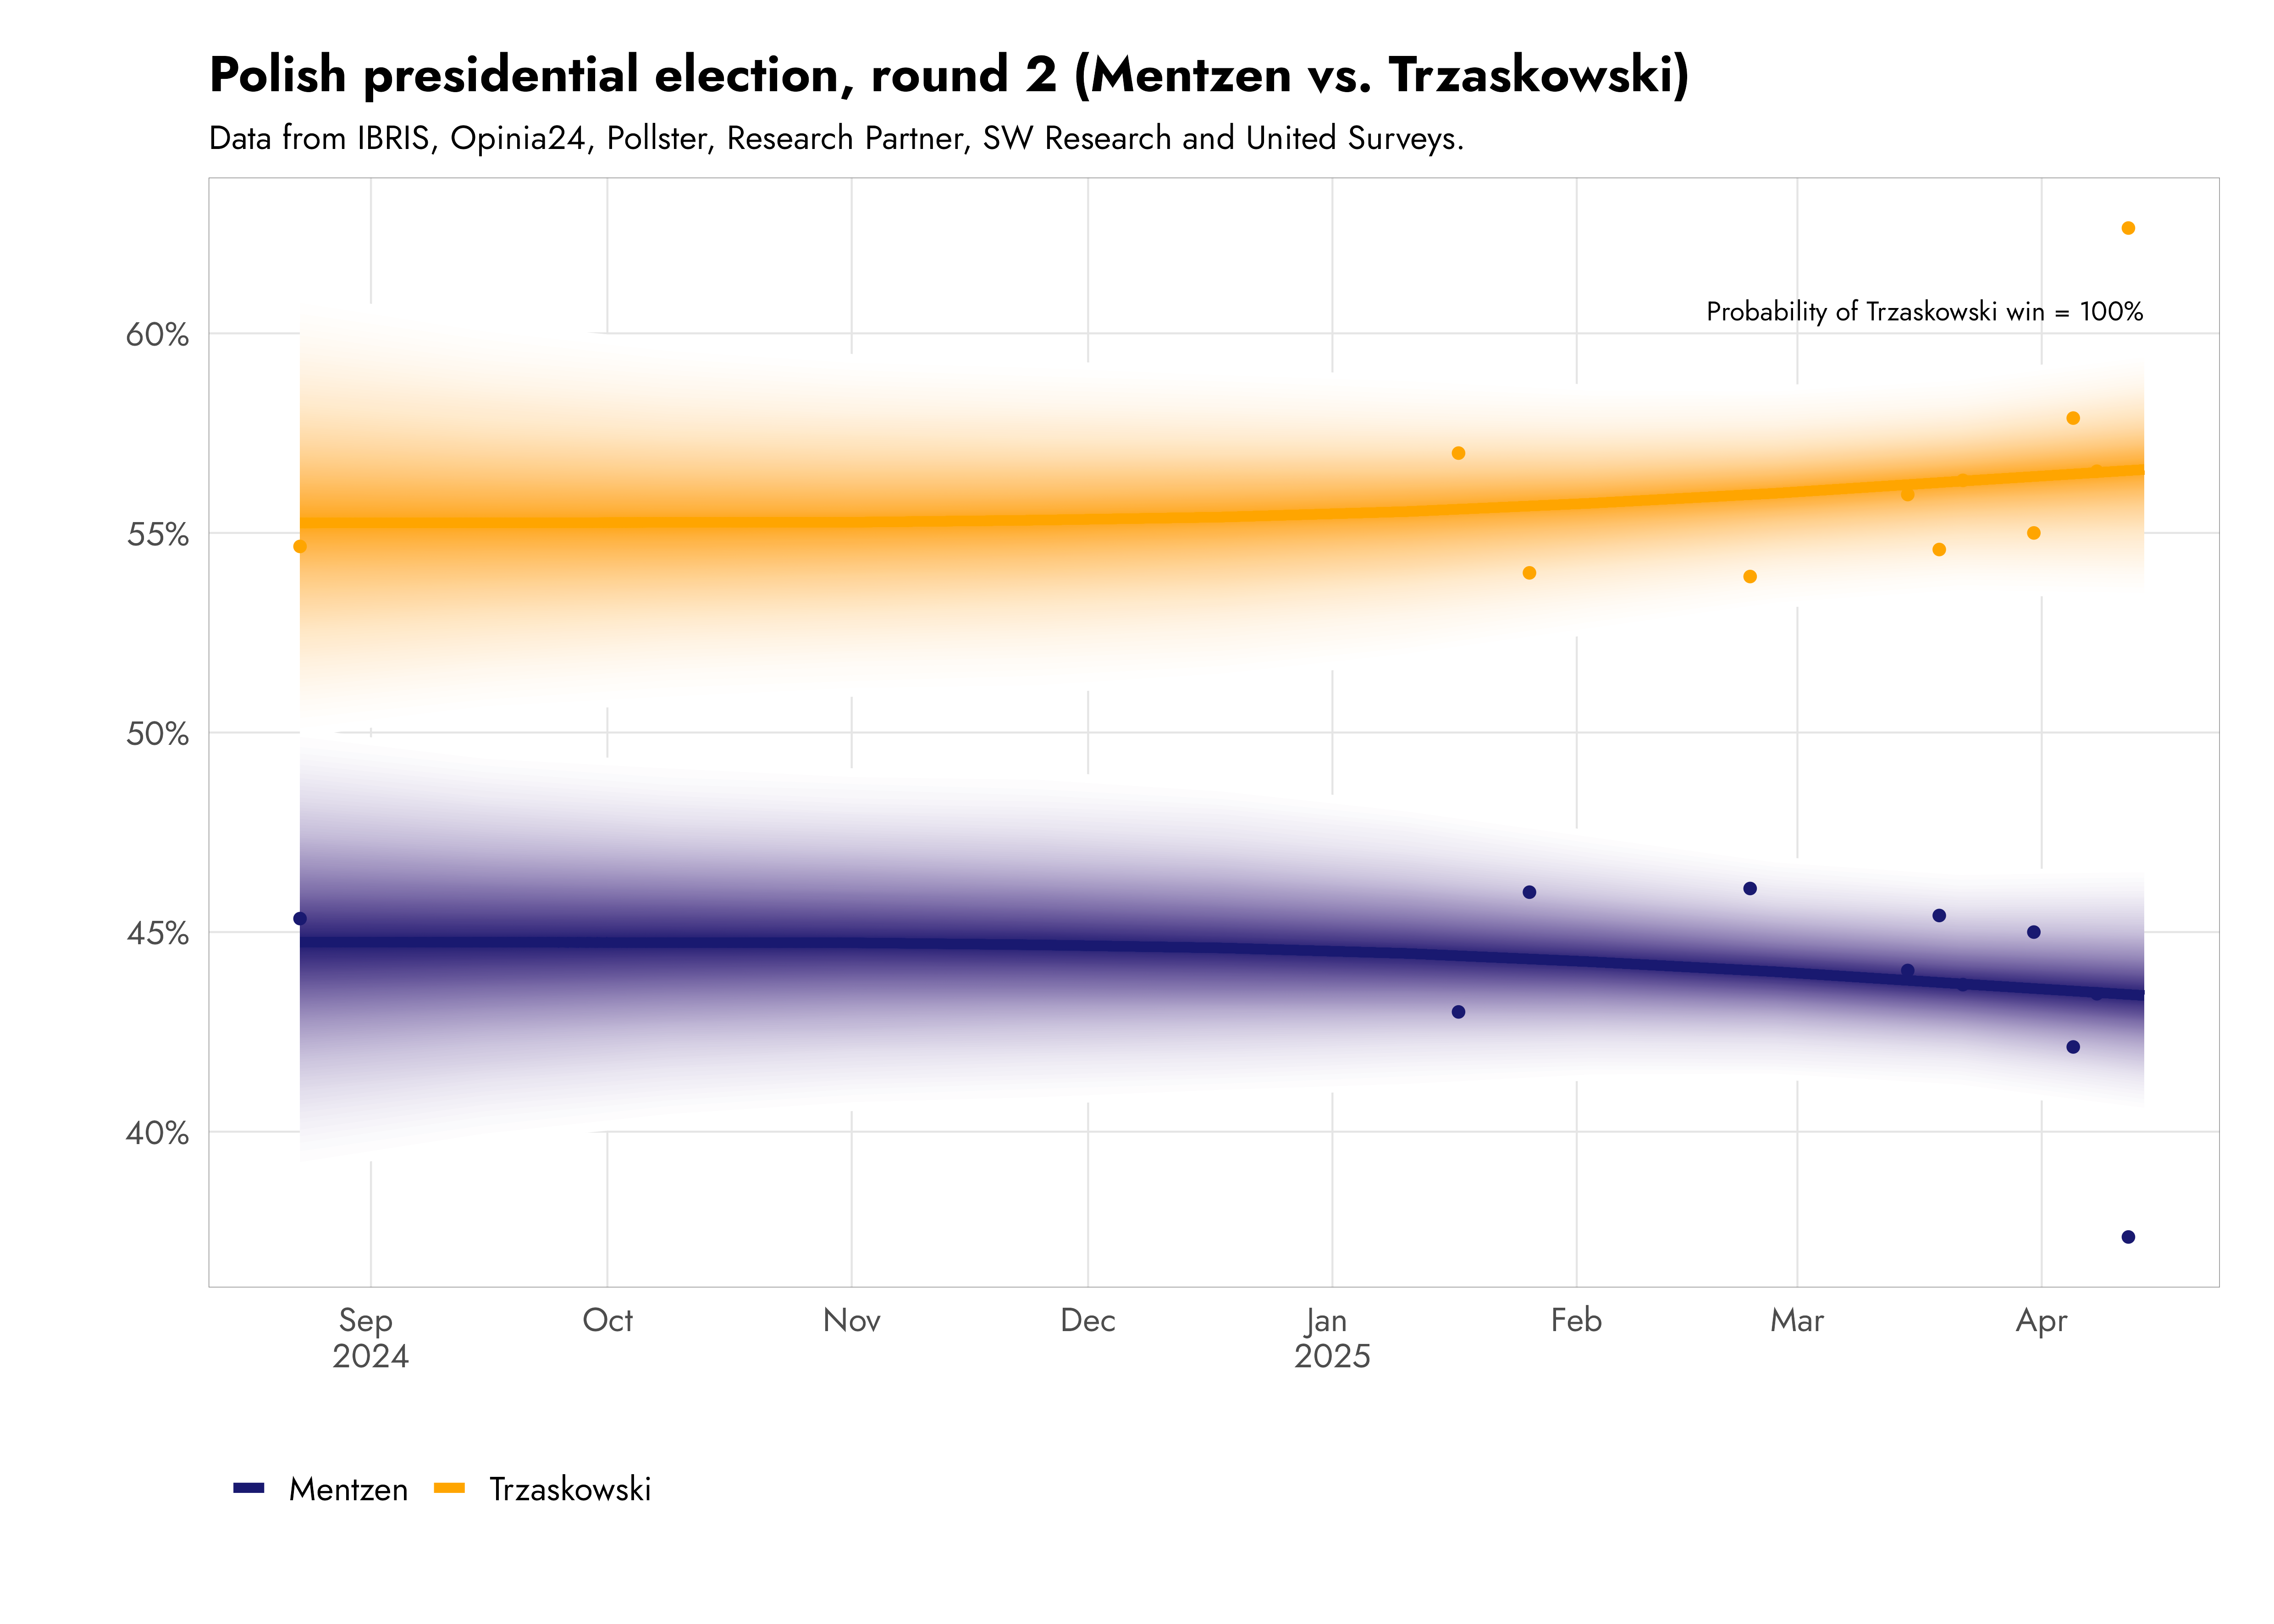 Polish presidential election, round 2 (Mentzen vs. Trzaskowski)
Data from IBRIS, Opinia24, Pollster, Research Partner, SW Research and United Surveys.
Probability of Trzaskowski win = 100%
60%
55%
50%
45%
40%
Sep Oct Nov Dec Jan Feb Mar Apr
2024 2025
Mentzen Trzaskowski